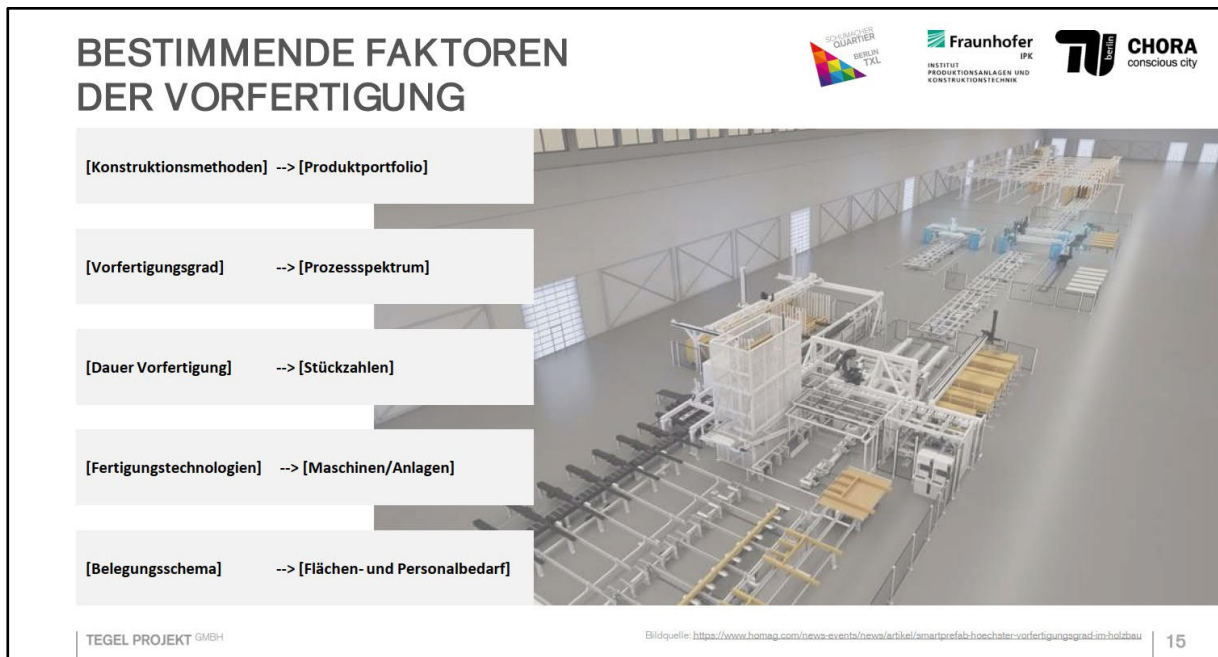 BESTIMMENDE FAKTOREN
DER VORFERTIGUNG
SCHUMACHER
QUARTIER
BERLIN
TXL
Fraunhofer
IPK
INSTITUT
PRODUKTIONSANLAGEN UND
KONSTRUKTIONSTECHNIK
berlin
CHORA
conscious city
[Konstruktionsmethoden] --> [Produktportfolio]
[Vorfertigungsgrad] --> [Prozessspektrum]
[Dauer Vorfertigung] --> [Stückzahlen]
[Fertigungstechnologien] --> [Maschinen/Anlagen]
[Belegungsschema] --> [Flächen- und Personalbedarf]
TEGEL PROJEKT GMBH
Bildquelle: https://www.homag.com/news-events/news/artikel/smartprefab-hoechster-vorfertigungsgrad-im-holzbau
15